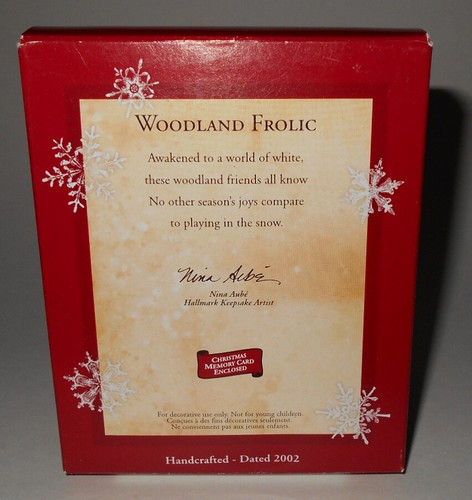 WOODLAND FROLIC
Awakened to a world of white,
these woodland friends all know
No other season's joys compare
to playing in the snow.
Nina Aubé
Nina Aubé
Hallmark Keepsake Artist
CHRISTMAS
MEMORY CARD
ENCLOSED
For decorative use only. Not for young children.
Conçues à des fins décoratives seulement.
Ne conviennent pas aux jeunes enfants.
Handcrafted - Dated 2002